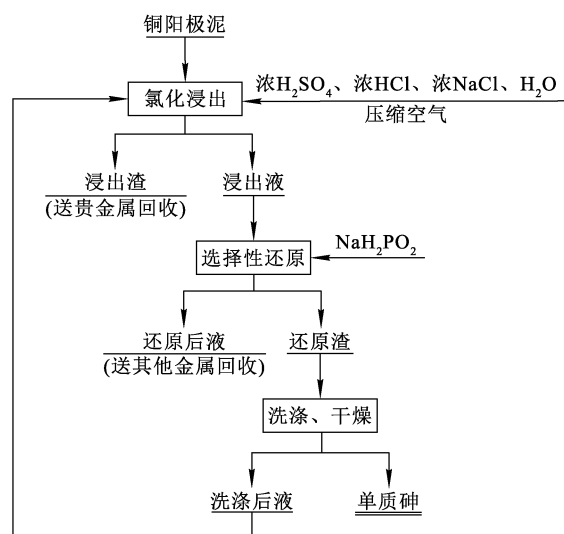 铜阳极泥
浓H₂SO₄、浓HCl、浓NaCl、H₂O
氯化浸出
压缩空气
浸出渣
(送贵金属回收)
浸出液
选择性还原
NaH₂PO₂
还原后液
(送其他金属回收)
还原渣
洗涤、干燥
洗涤后液
单质砷